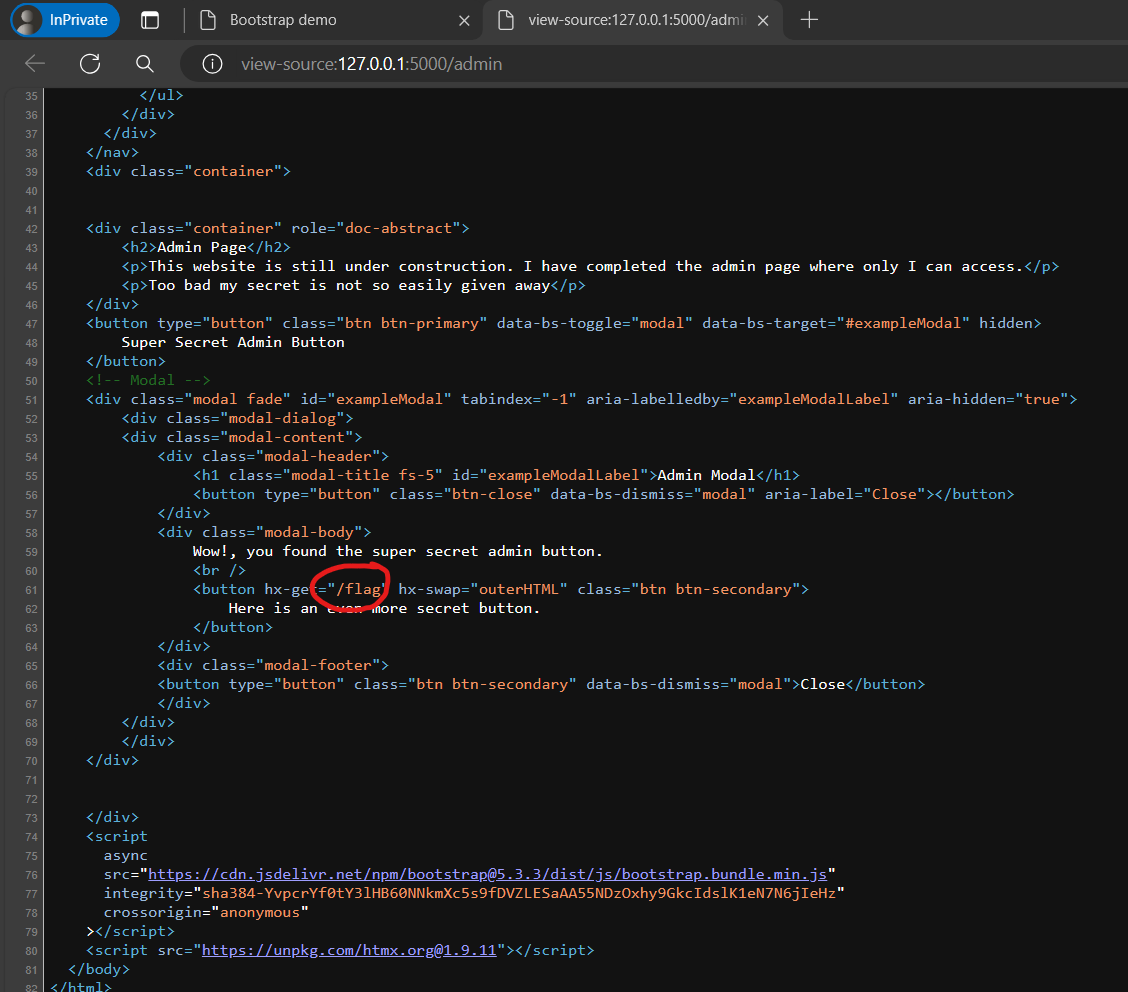 InPrivate
Bootstrap demo
view-source:127.0.0.1:5000/admi
view-source:127.0.0.1:5000/admin
35 </ul>
36 </div>
37 </div>
38 </nav>
39 <div class="container">
40
41
42 <div class="container" role="doc-abstract">
43 <h2>Admin Page</h2>
44 <p>This website is still under construction. I have completed the admin page where only I can access.</p>
45 <p>Too bad my secret is not so easily given away</p>
46 </div>
47 <button type="button" class="btn btn-primary" data-bs-toggle="modal" data-bs-target="#exampleModal" hidden>
48 Super Secret Admin Button
49 </button>
50 <!-- Modal -->
51 <div class="modal fade" id="exampleModal" tabindex="-1" aria-labelledby="exampleModalLabel" aria-hidden="true">
52 <div class="modal-dialog">
53 <div class="modal-content">
54 <div class="modal-header">
55 <h1 class="modal-title fs-5" id="exampleModalLabel">Admin Modal</h1>
56 <button type="button" class="btn-close" data-bs-dismiss="modal" aria-label="Close"></button>
57 </div>
58 <div class="modal-body">
59 Wow!, you found the super secret admin button.
60 <br />
61 <button hx-get="/flag" hx-swap="outerHTML" class="btn btn-secondary">
62 Here is an even more secret button.
63 </button>
64 </div>
65 <div class="modal-footer">
66 <button type="button" class="btn btn-secondary" data-bs-dismiss="modal">Close</button>
67 </div>
68 </div>
69 </div>
70 </div>
71
72
73 </div>
74 <script
75 async
76 src="https://cdn.jsdelivr.net/npm/bootstrap@5.3.3/dist/js/bootstrap.bundle.min.js"
77 integrity="sha384-YvpcrYf0tY3lHB60NNkmXc5s9fDVZLESaAA55NDzOxhy9GkcIdslK1eN7N6jIeHz"
78 crossorigin="anonymous"
79 ></script>
80 <script src="https://unpkg.com/htmx.org@1.9.11"></script>
81 </body>
82 </html>